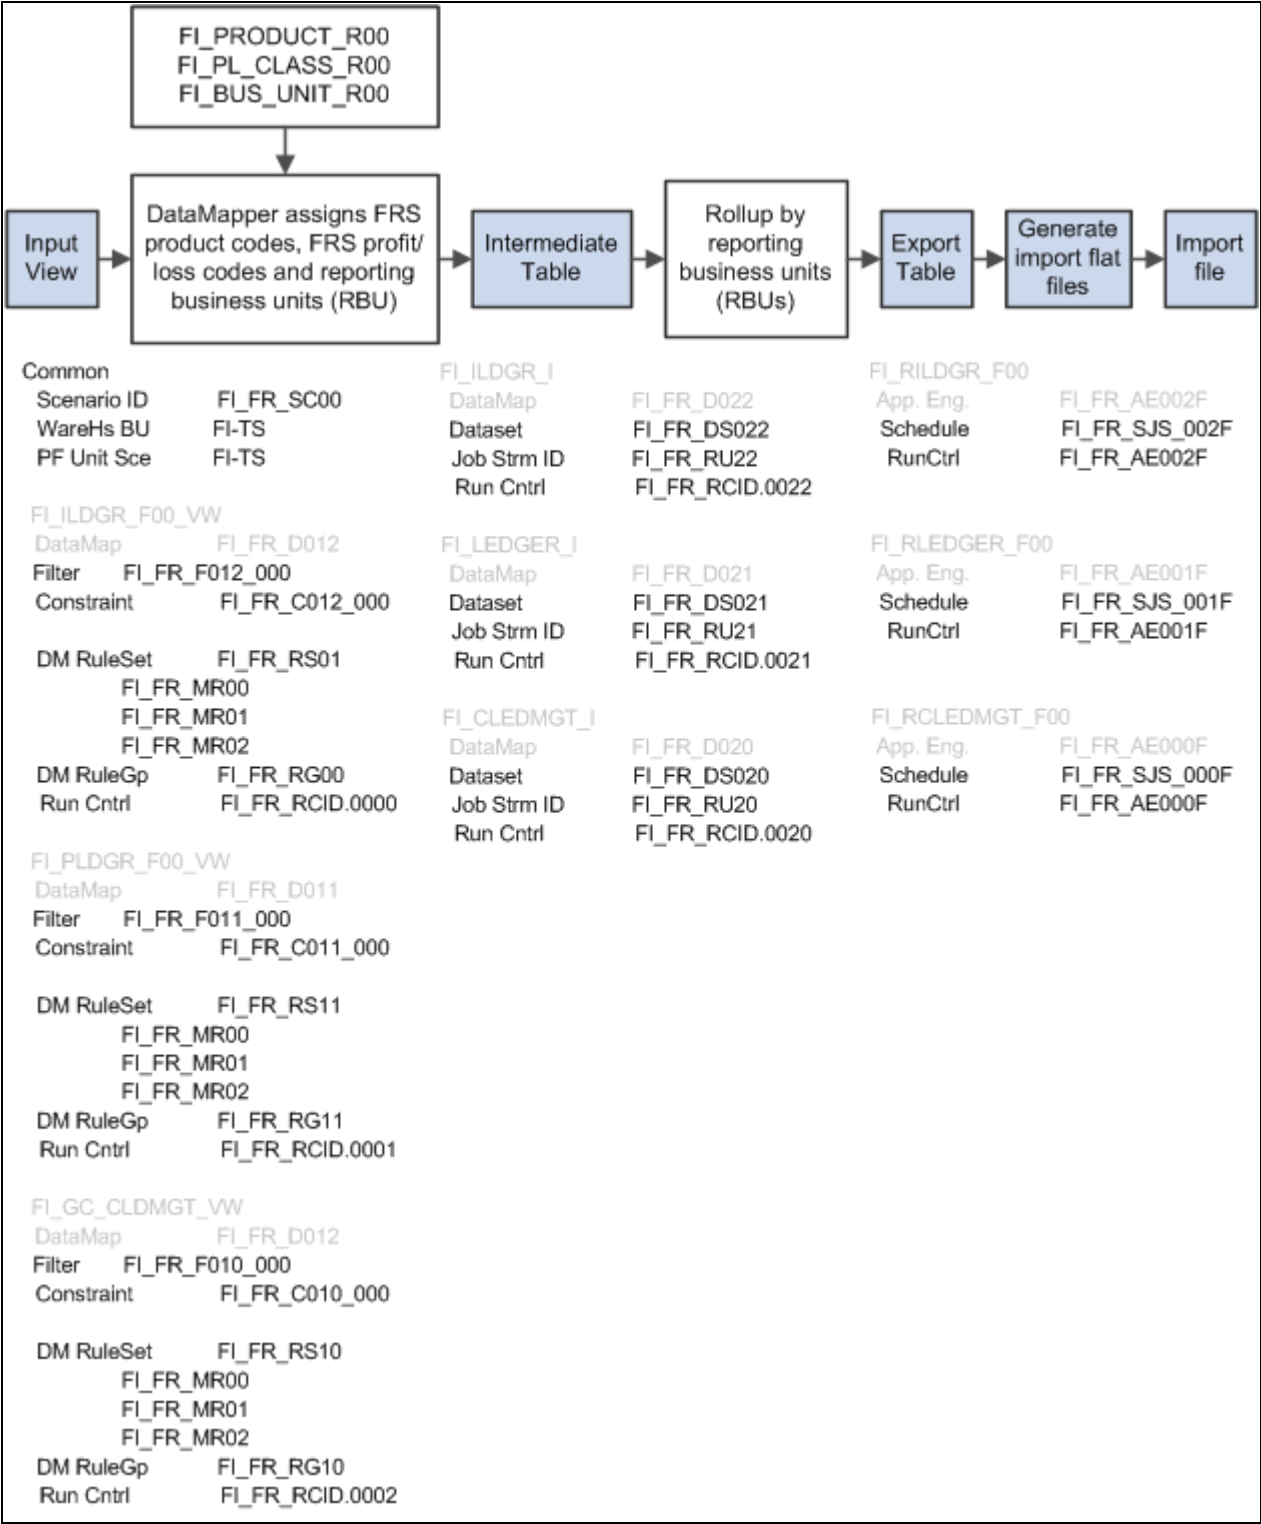 FI_PRODUCT_R00
FI_PL_CLASS_R00
FI_BUS_UNIT_R00
Input
View
DataMapper assigns FRS
product codes, FRS profit/
loss codes and reporting
business units (RBU)
Intermediate
Table
Rollup by
reporting
business units
(RBUs)
Export
Table
Generate
import flat
files
Import
file
Common
Scenario ID FI_FR_SC00
WareHs BU FI-TS
PF Unit Sce FI-TS
FI_ILDGR_F00_VW
DataMap FI_FR_D012
Filter FI_FR_F012_000
Constraint FI_FR_C012_000
DM RuleSet FI_FR_RS01
FI_FR_MR00
FI_FR_MR01
FI_FR_MR02
DM RuleGp FI_FR_RG00
Run Cntrl FI_FR_RCID.0000
FI_PLDGR_F00_VW
DataMap FI_FR_D011
Filter FI_FR_F011_000
Constraint FI_FR_C011_000
DM RuleSet FI_FR_RS11
FI_FR_MR00
FI_FR_MR01
FI_FR_MR02
DM RuleGp FI_FR_RG11
Run Cntrl FI_FR_RCID.0001
FI_GC_CLDMGT_VW
DataMap FI_FR_D012
Filter FI_FR_F010_000
Constraint FI_FR_C010_000
DM RuleSet FI_FR_RS10
FI_FR_MR00
FI_FR_MR01
FI_FR_MR02
DM RuleGp FI_FR_RG10
Run Cntrl FI_FR_RCID.0002
FI_ILDGR_I
DataMap FI_FR_D022
Dataset FI_FR_DS022
Job Strm ID FI_FR_RU22
Run Cntrl FI_FR_RCID.0022
FI_LEDGER_I
DataMap FI_FR_D021
Dataset FI_FR_DS021
Job Strm ID FI_FR_RU21
Run Cntrl FI_FR_RCID.0021
FI_CLEDMGT_I
DataMap FI_FR_D020
Dataset FI_FR_DS020
Job Strm ID FI_FR_RU20
Run Cntrl FI_FR_RCID.0020
FI_RILDGR_F00
App. Eng. FI_FR_AE002F
Schedule FI_FR_SJS_002F
RunCtrl FI_FR_AE002F
FI_RLEDGER_F00
App. Eng. FI_FR_AE001F
Schedule FI_FR_SJS_001F
RunCtrl FI_FR_AE001F
FI_RCLEDMGT_F00
App. Eng. FI_FR_AE000F
Schedule FI_FR_SJS_000F
RunCtrl FI_FR_AE000F